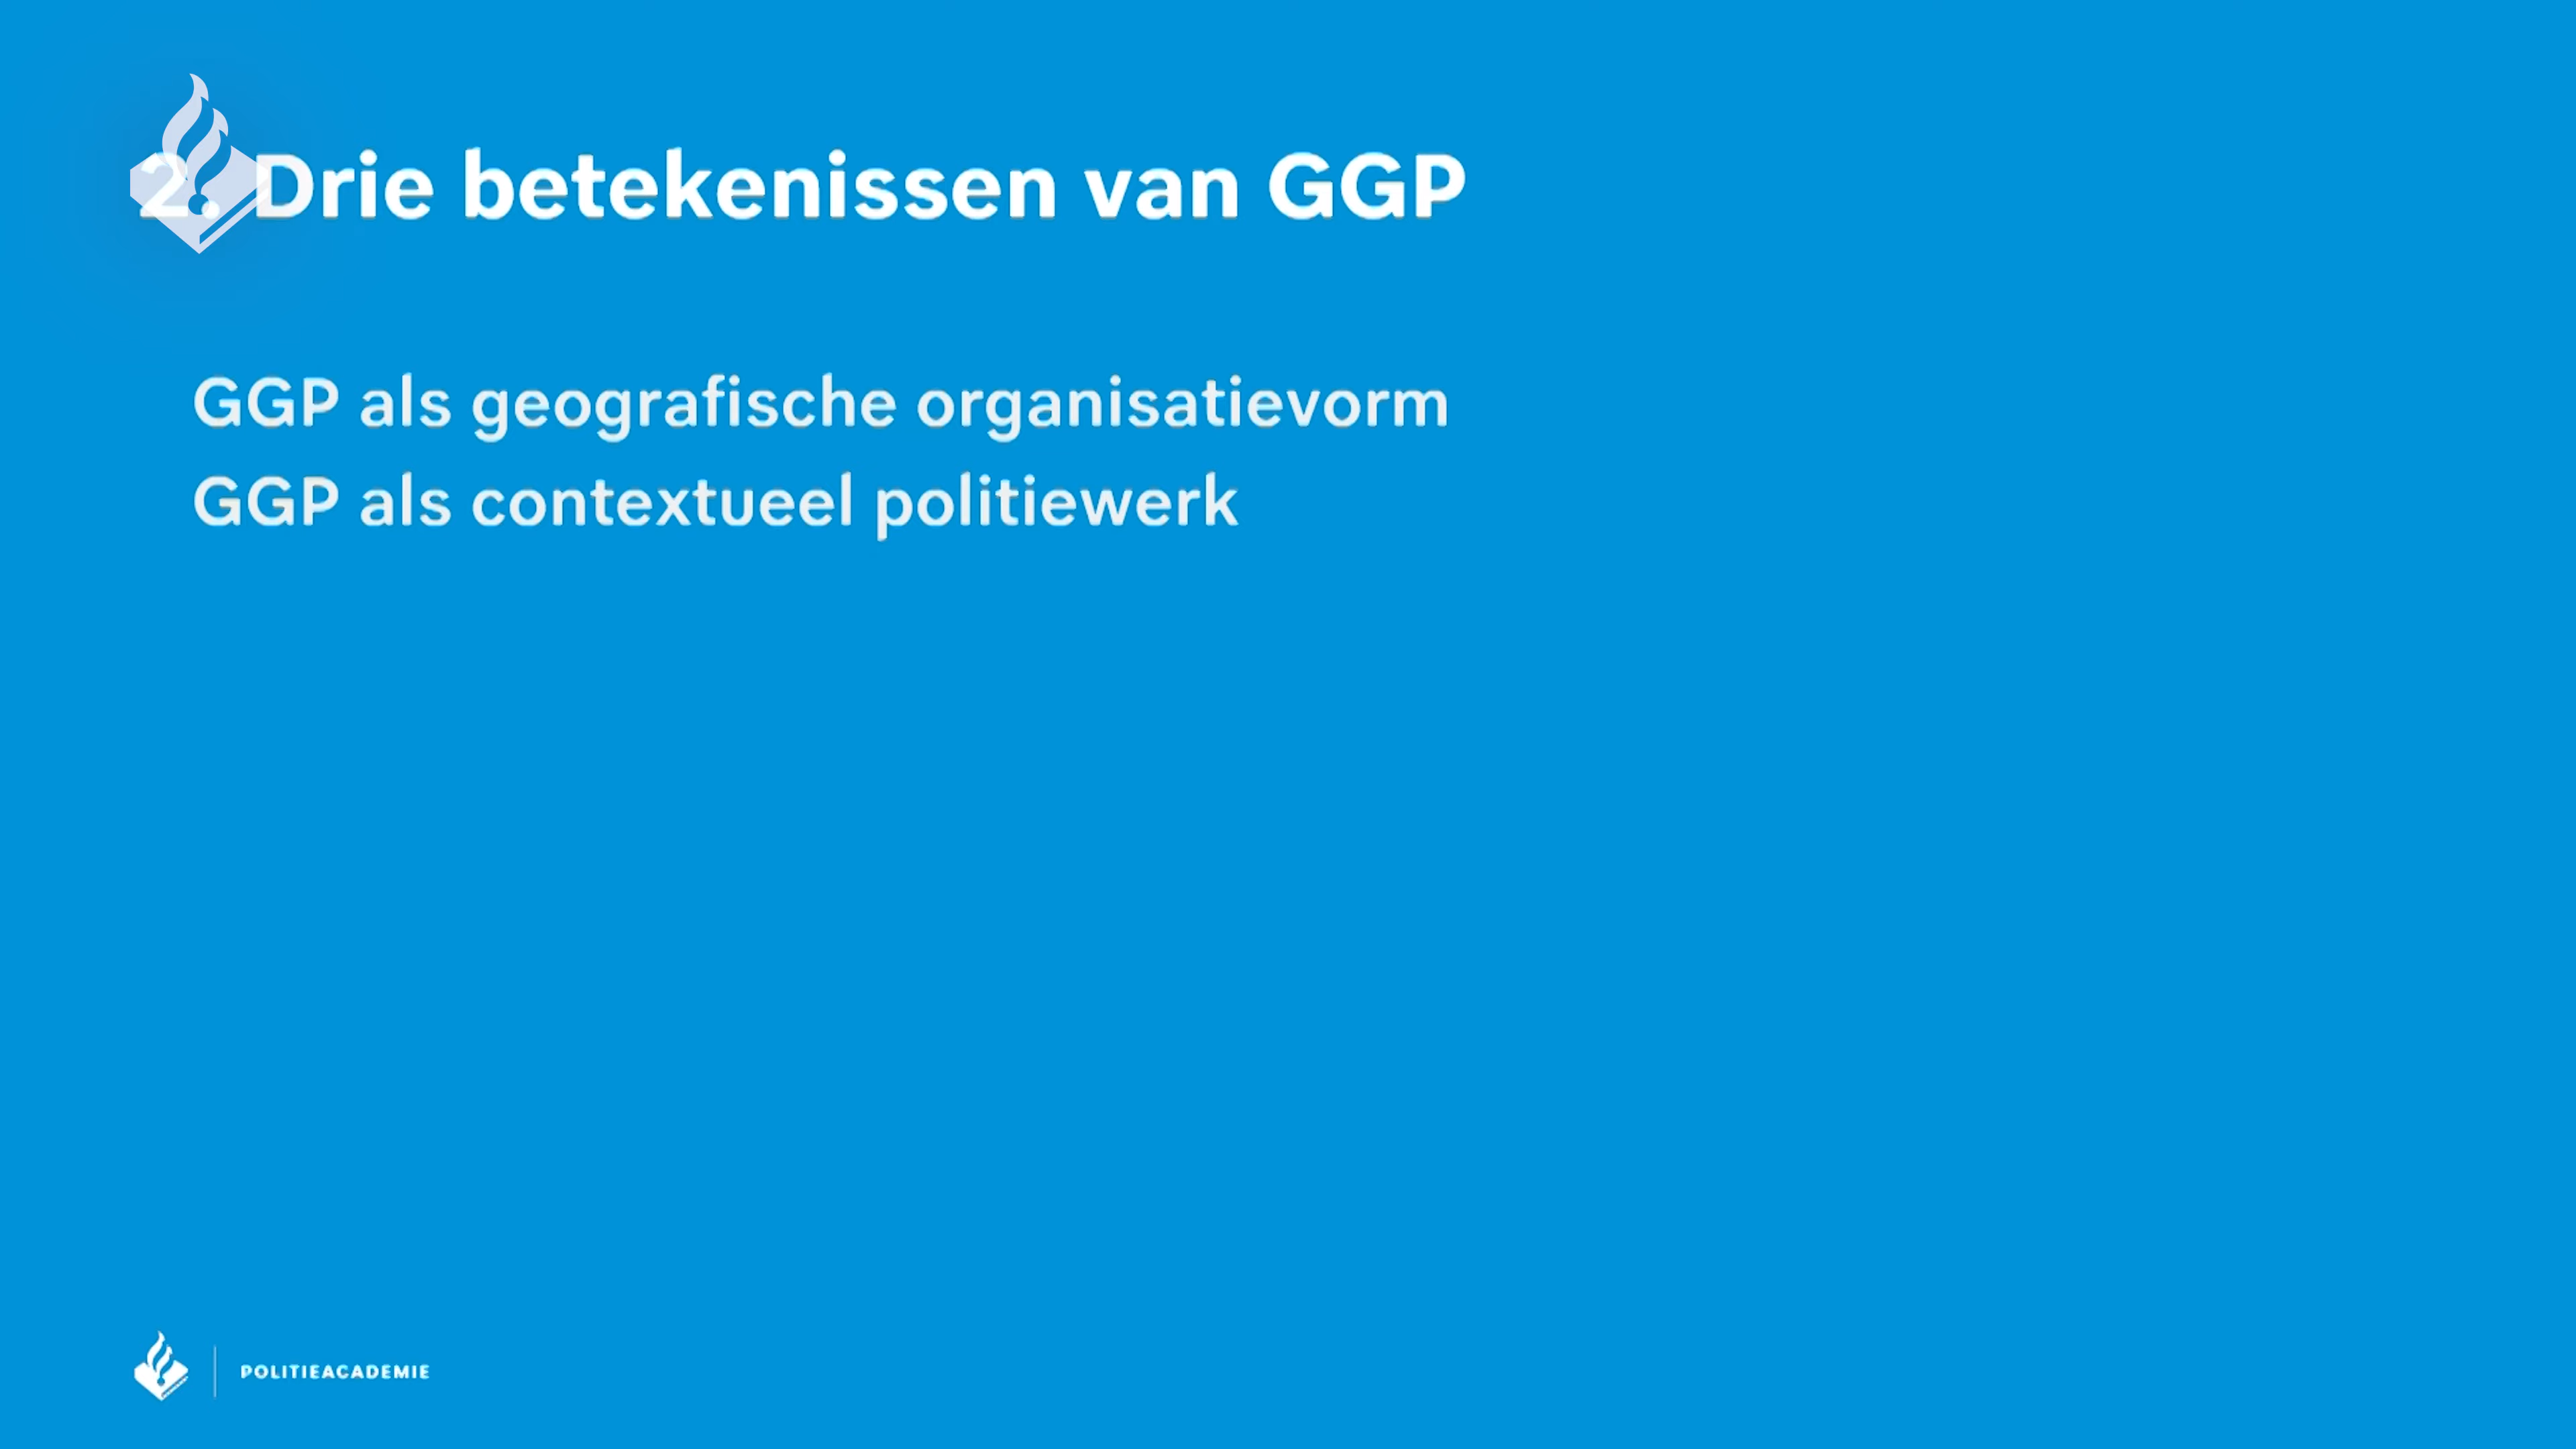 2. Drie betekenissen van GGP
GGP als geografische organisatievorm
GGP als contextueel politiewerk
POLITIEACADEMIE